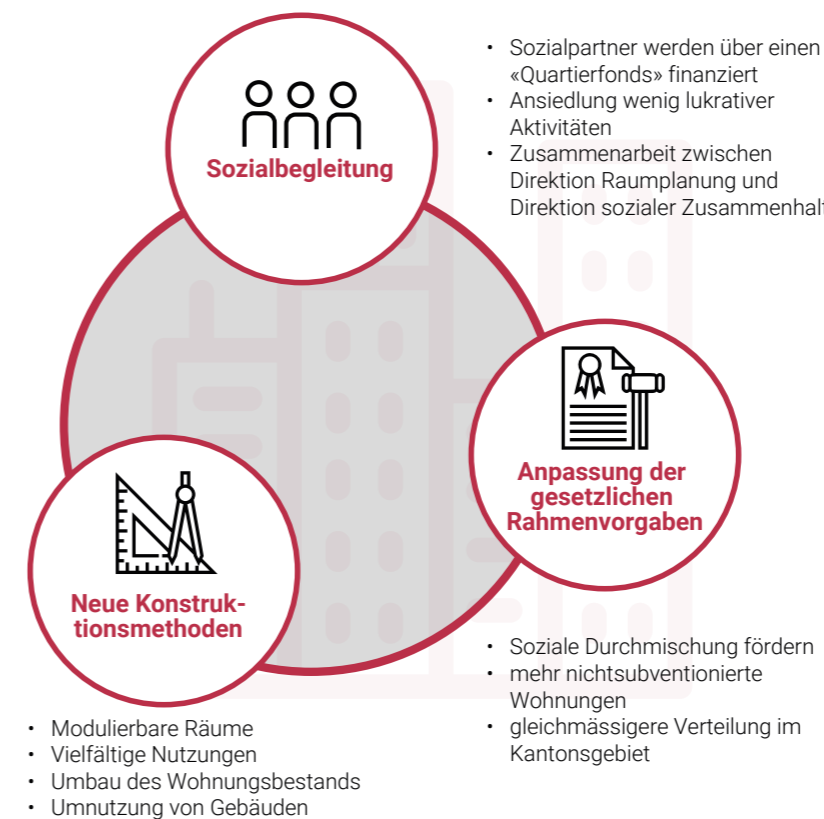 Sozialbegleitung
• Sozialpartner werden über einen
«Quartierfonds» finanziert
• Ansiedlung wenig lukrativer
Aktivitäten
• Zusammenarbeit zwischen
Direktion Raumplanung und
Direktion sozialer Zusammenhalt
Anpassung der
gesetzlichen
Rahmenvorgaben
• Soziale Durchmischung fördern
• mehr nichtsubventionierte
Wohnungen
• gleichmässigere Verteilung im
Kantonsgebiet
Neue Konstruk-
tionsmethoden
• Modulierbare Räume
• Vielfältige Nutzungen
• Umbau des Wohnungsbestands
• Umnutzung von Gebäuden